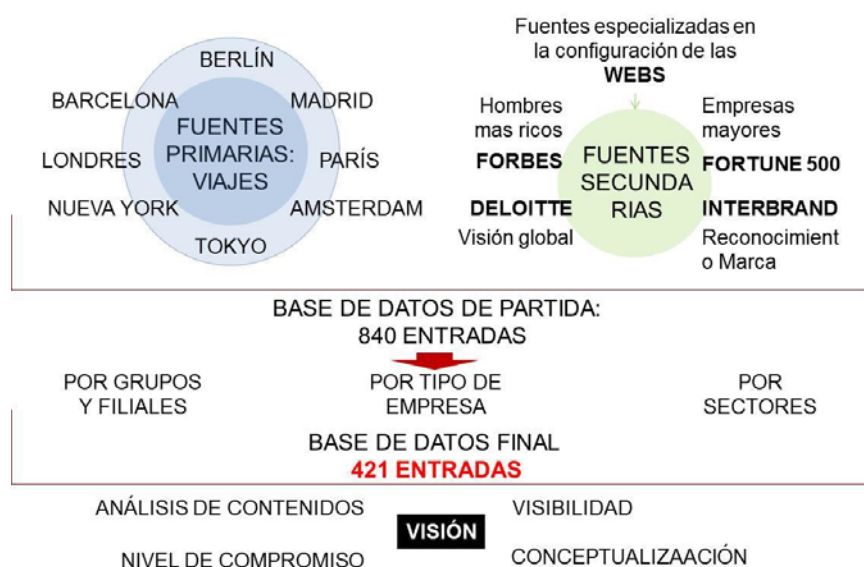 BERLÍN
BARCELONA
MADRID
FUENTES
PRIMARIAS:
VIAJES
LONDRES
PARÍS
NUEVA YORK
AMSTERDAM
TOKYO
Fuentes especializadas en
la configuración de las
WEBS
Hombres
mas ricos
FORBES
Empresas
mayores
FORTUNE 500
FUENTES
SECUNDA
RIAS
DELOITTE
Visión global
INTERBRAND
Reconocimient
o Marca
BASE DE DATOS DE PARTIDA:
840 ENTRADAS
POR GRUPOS
Y FILIALES
POR TIPO DE
EMPRESA
POR
SECTORES
BASE DE DATOS FINAL
421 ENTRADAS
ANÁLISIS DE CONTENIDOS
VISIBILIDAD
VISIÓN
NIVEL DE COMPROMISO
CONCEPTUALIZAACIÓN